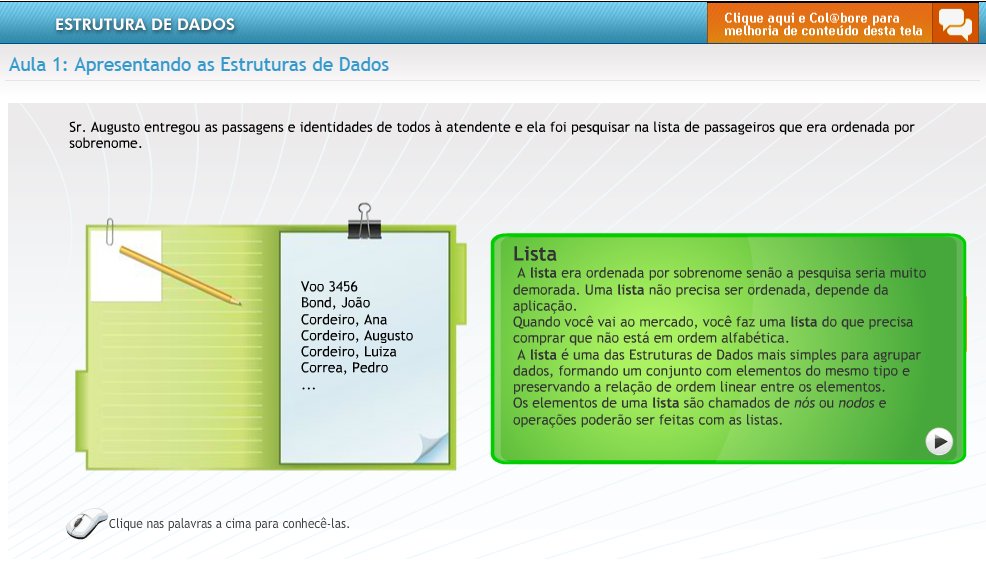 ESTRUTURA DE DADOS
Clique aqui e Col@bore para
melhoria de conteúdo desta tela
Aula 1: Apresentando as Estruturas de Dados
Sr. Augusto entregou as passagens e identidades de todos à atendente e ela foi pesquisar na lista de passageiros que era ordenada por
sobrenome.
Voo 3456
Bond, João
Cordeiro, Ana
Cordeiro, Augusto
Cordeiro, Luiza
Correa, Pedro
...
Lista
A lista era ordenada por sobrenome senão a pesquisa seria muito
demorada. Uma lista não precisa ser ordenada, depende da
aplicação.
Quando você vai ao mercado, você faz uma lista do que precisa
comprar que não está em ordem alfabética.
A lista é uma das Estruturas de Dados mais simples para agrupar
dados, formando um conjunto com elementos do mesmo tipo e
preservando a relação de ordem linear entre os elementos.
Os elementos de uma lista são chamados de nós ou nodos e
operações poderão ser feitas com as listas.
Clique nas palavras a cima para conhecê-las.